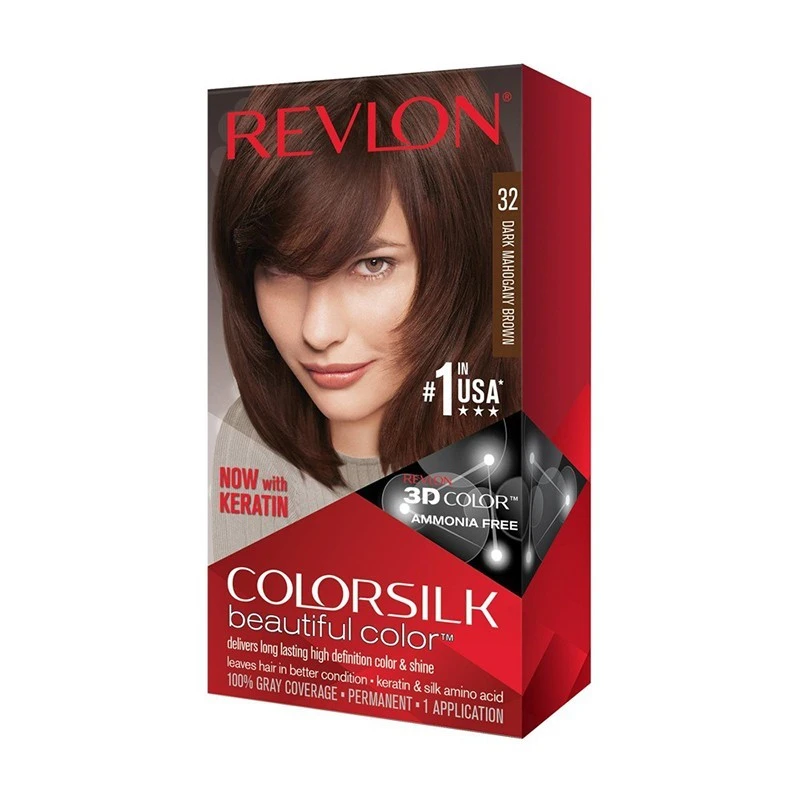 REVLON®
32
DARK MAHOGANY BROWN
#1 IN USA*
NOW with
KERATIN
REVLON
3D COLOR™
AMMONIA FREE
COLORSILK
beautiful color™
delivers long lasting high definition color & shine
leaves hair in better condition • keratin & silk amino acid
100% GRAY COVERAGE • PERMANENT • 1 APPLICATION